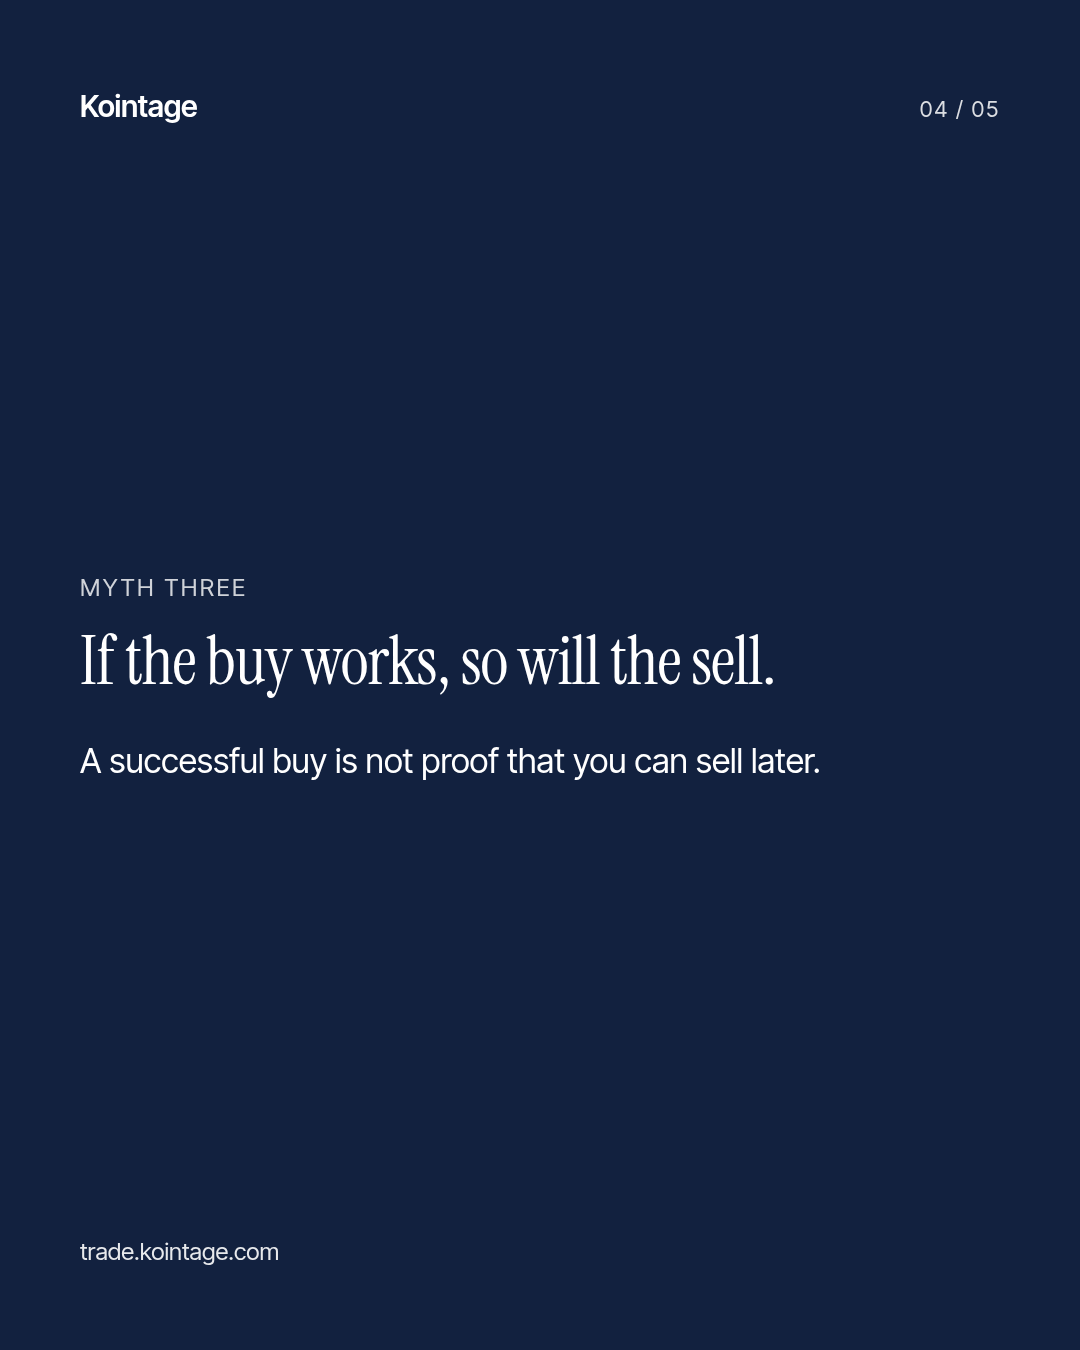 Kointage
04 / 05
MYTH THREE
If the buy works, so will the sell.
A successful buy is not proof that you can sell later.
trade.kointage.com